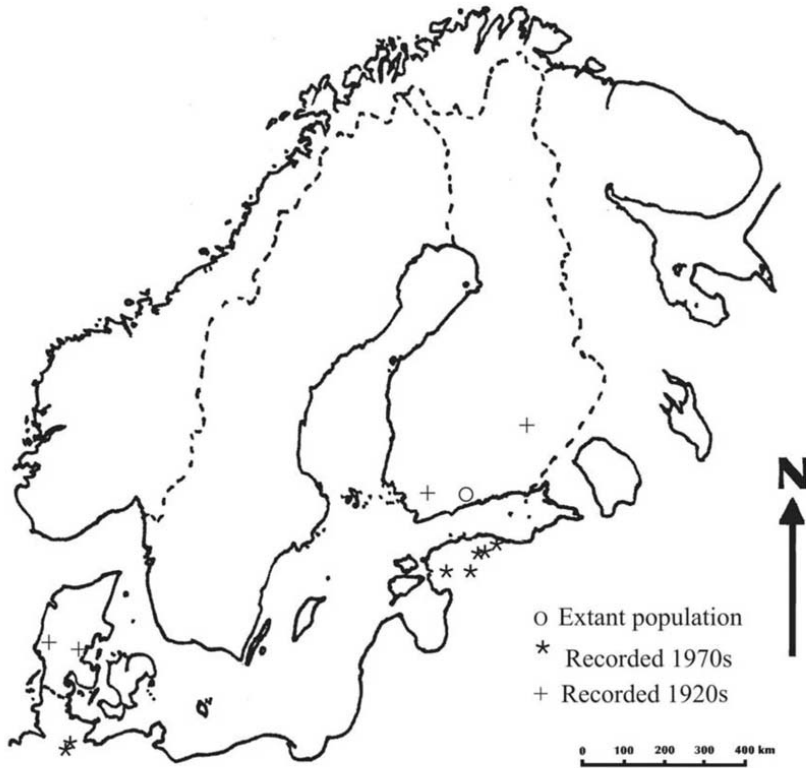 N
o Extant population
* Recorded 1970s
+ Recorded 1920s
0 100 200 300 400 km